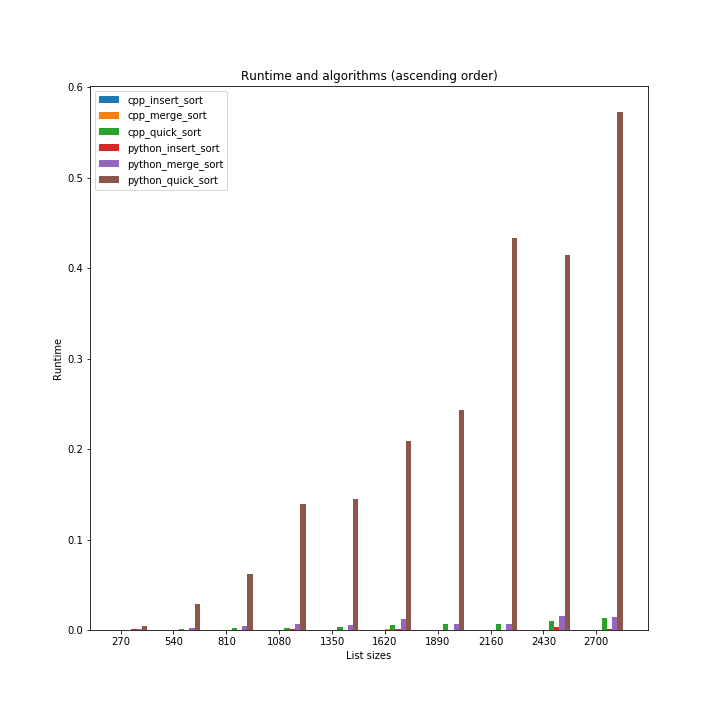 Runtime and algorithms (ascending order)
cpp_insert_sort
cpp_merge_sort
cpp_quick_sort
python_insert_sort
python_merge_sort
python_quick_sort
0.6
0.5
0.4
0.3
0.2
0.1
0.0
Runtime
270 540 810 1080 1350 1620 1890 2160 2430 2700
List sizes